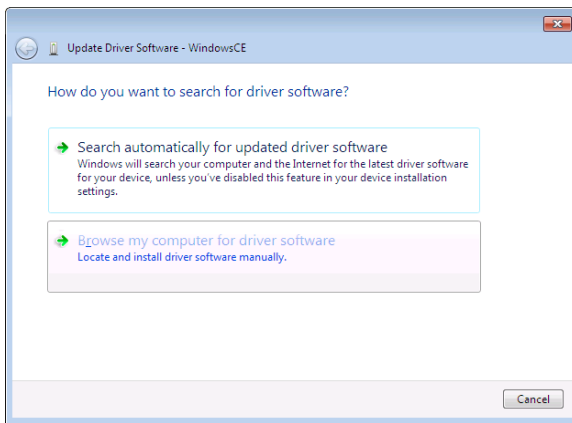 Update Driver Software - WindowsCE
How do you want to search for driver software?
Search automatically for updated driver software
Windows will search your computer and the Internet for the latest driver software
for your device, unless you've disabled this feature in your device installation
settings.
Browse my computer for driver software
Locate and install driver software manually.
Cancel